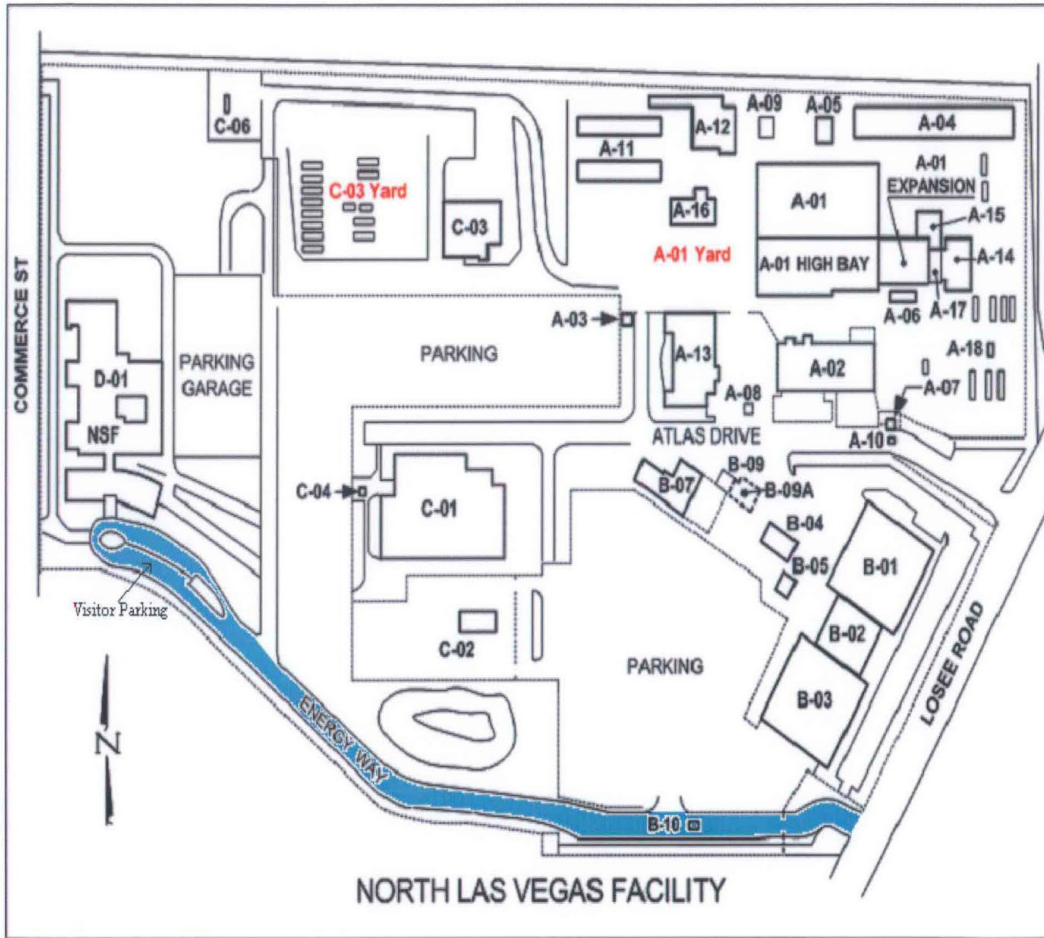 A-09
A-05
C-06
A-12
A-04
A-11
A-01
EXPANSION
C-03 Yard
A-01
A-15
A-16
C-03
A-01 Yard
A-01 HIGH BAY
A-14
A-06
A-17
A-03
PARKING
A-13
A-18
COMMERCE ST
D-01
PARKING
GARAGE
A-02
A-08
A-07
NSF
ATLAS DRIVE
A-10
B-09
B-07
B-09A
C-04
C-01
B-04
B-05
B-01
Visitor Parking
C-02
B-02
PARKING
B-03
LOSEE ROAD
N
ENERGY WAY
B-10
NORTH LAS VEGAS FACILITY